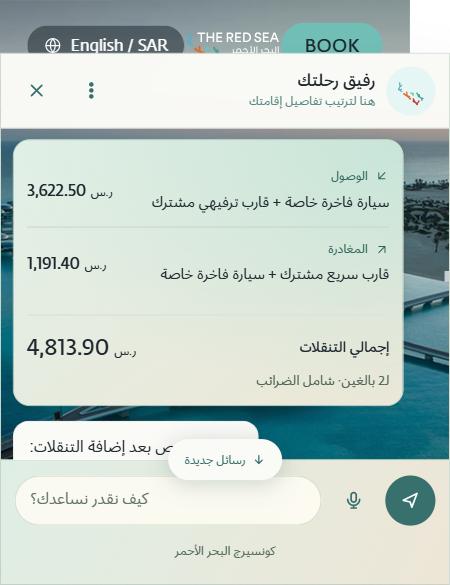 English / SAR
THE RED SEA
البحر الأحمر
BOOK
رفيق رحلتك
هنا لترتيب تفاصيل إقامتك
الوصول
سيارة فاخرة خاصة + قارب ترفيهي مشترك
3,622.50 ر.س
المغادرة
قارب سريع مشترك + سيارة فاخرة خاصة
1,191.40 ر.س
إجمالي التنقلات
4,813.90 ر.س
لـ2 بالغين· شامل الضرائب
بعد إضافة التنقلات:
رسائل جديدة
كيف نقدر نساعدك؟
كونسيرج البحر الأحمر